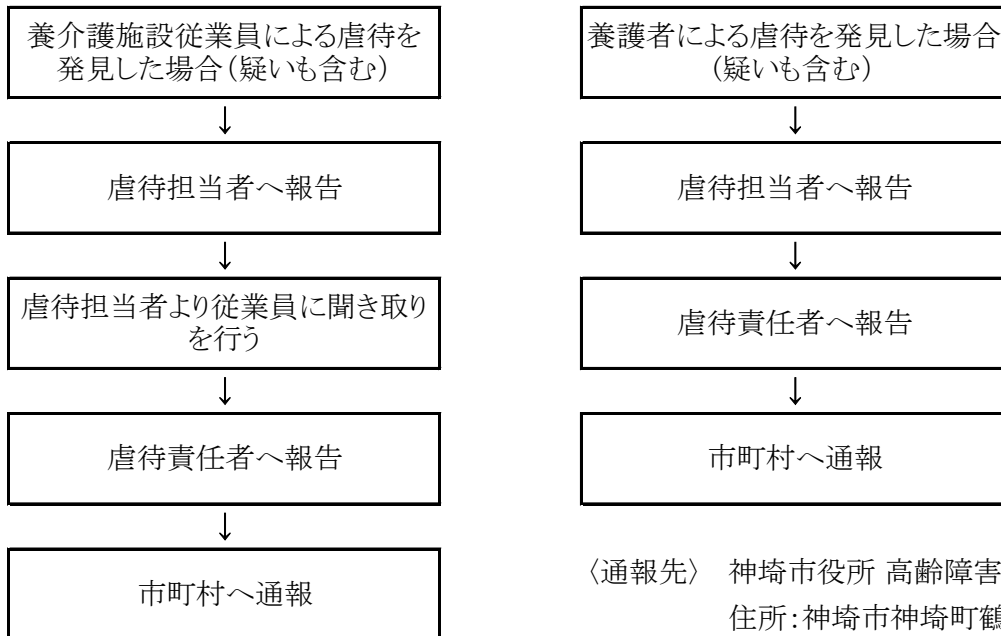 養介護施設従業員による虐待を
発見した場合(疑いも含む)
↓
虐待担当者へ報告
↓
虐待担当者より従業員に聞き取り
を行う
↓
虐待責任者へ報告
↓
市町村へ通報
養護者による虐待を発見した場合
(疑いも含む)
↓
虐待担当者へ報告
↓
虐待責任者へ報告
↓
市町村へ通報
〈通報先〉 神埼市役所 高齢障害
住所:神埼市神埼町鶴